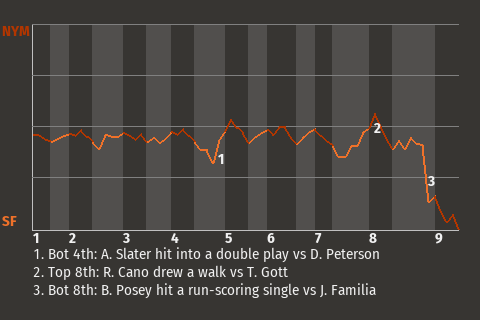 NYM
1
2
3
SF
1 2 3 4 5 6 7 8 9
1. Bot 4th: A. Slater hit into a double play vs D. Peterson
2. Top 8th: R. Cano drew a walk vs T. Gott
3. Bot 8th: B. Posey hit a run-scoring single vs J. Familia